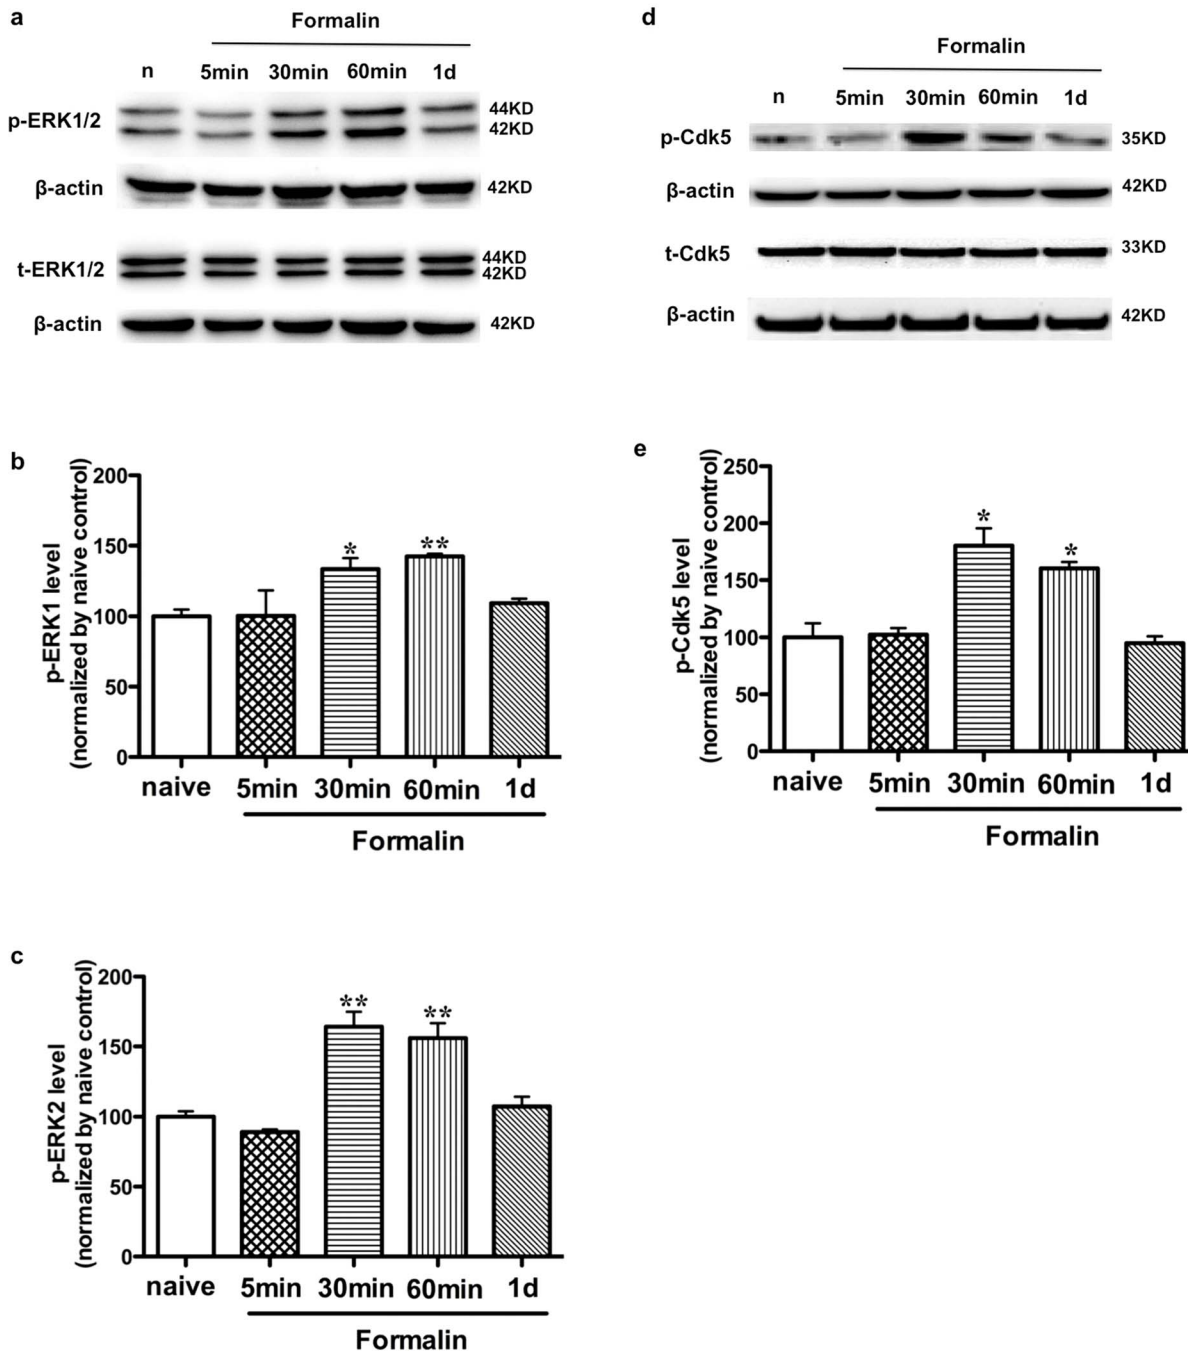 a
Formalin
n 5min 30min 60min 1d
p-ERK1/2 44KD
42KD
β-actin 42KD
t-ERK1/2 44KD
42KD
β-actin 42KD
d
Formalin
n 5min 30min 60min 1d
p-Cdk5 35KD
β-actin 42KD
t-Cdk5 33KD
β-actin 42KD
b
p-ERK1 level
(normalized by naive control)
200
150
100
50
0
* **
naive 5min 30min 60min 1d
Formalin
e
p-Cdk5 level
(normalized by naive control)
250
200
150
100
50
0
* *
naive 5min 30min 60min 1d
Formalin
c
p-ERK2 level
(normalized by naive control)
200
150
100
50
0
** **
naive 5min 30min 60min 1d
Formalin